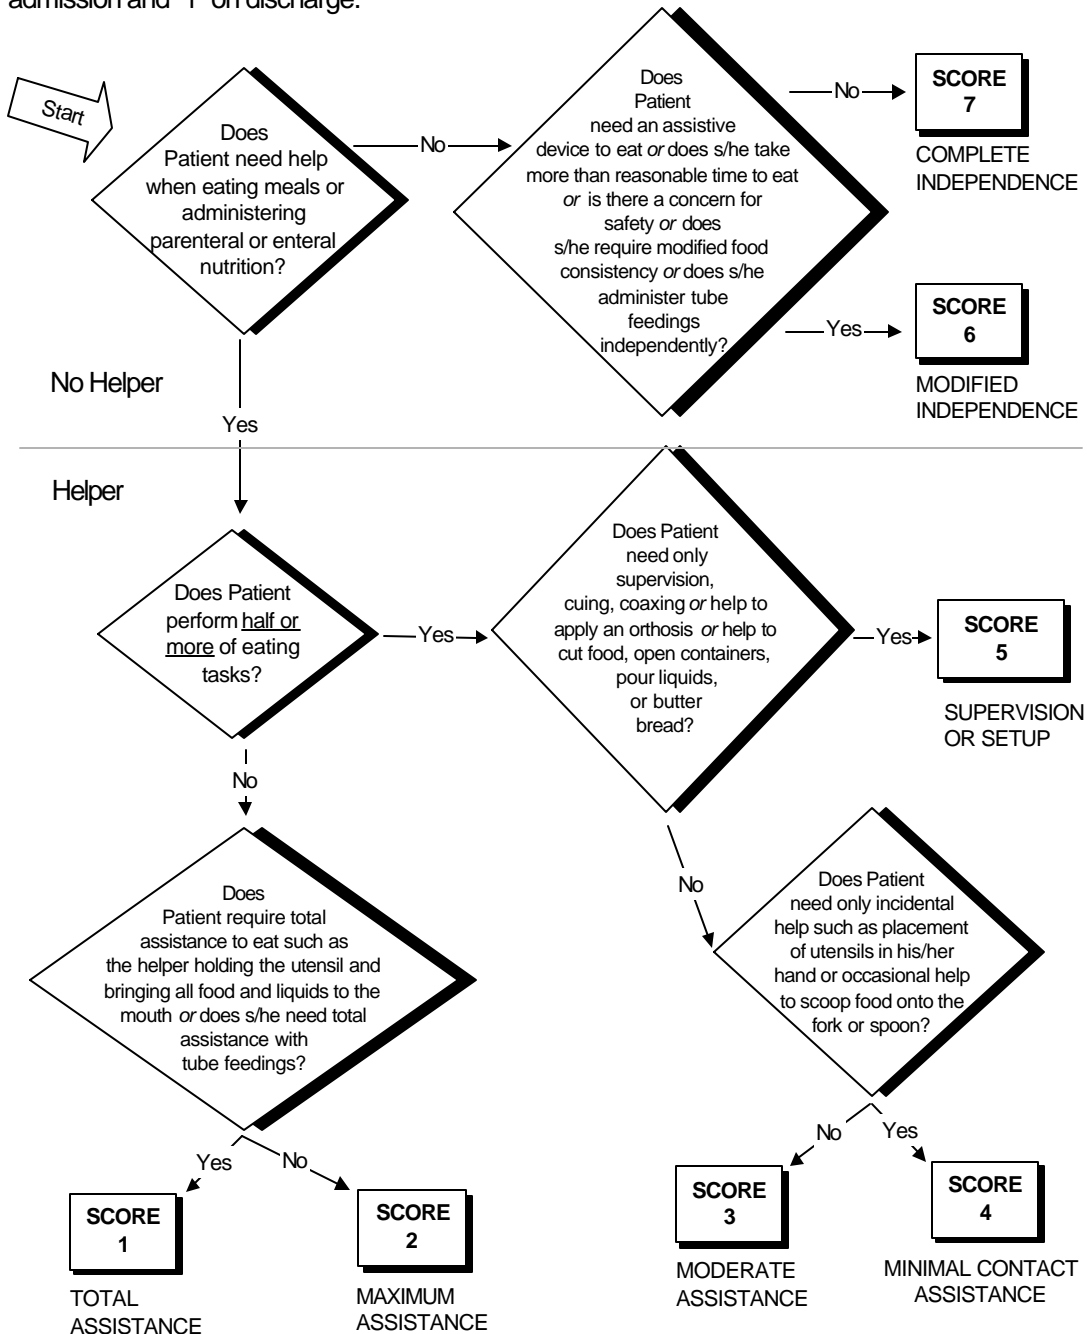 admission and "1" on discharge.
Start
Does
Patient need help
when eating meals or
administering
parenteral or enteral
nutrition?
No
Does
Patient
need an assistive
device to eat or does s/he take
more than reasonable time to eat
or is there a concern for
safety or does
s/he require modified food
consistency or does s/he
administer tube
feedings
independently?
No
SCORE
7
COMPLETE
INDEPENDENCE
Yes
SCORE
6
MODIFIED
INDEPENDENCE
No Helper
Yes
Helper
Does Patient
perform half or
more of eating
tasks?
Yes
Does Patient
need only
supervision,
cuing, coaxing or help to
apply an orthosis or help to
cut food, open containers,
pour liquids,
or butter
bread?
Yes
SCORE
5
SUPERVISION
OR SETUP
No
Does
Patient require total
assistance to eat such as
the helper holding the utensil and
bringing all food and liquids to the
mouth or does s/he need total
assistance with
tube feedings?
No
Does Patient
need only incidental
help such as placement
of utensils in his/her
hand or occasional help
to scoop food onto the
fork or spoon?
Yes
No
SCORE
1
TOTAL
ASSISTANCE
SCORE
2
MAXIMUM
ASSISTANCE
No
Yes
SCORE
3
MODERATE
ASSISTANCE
SCORE
4
MINIMAL CONTACT
ASSISTANCE